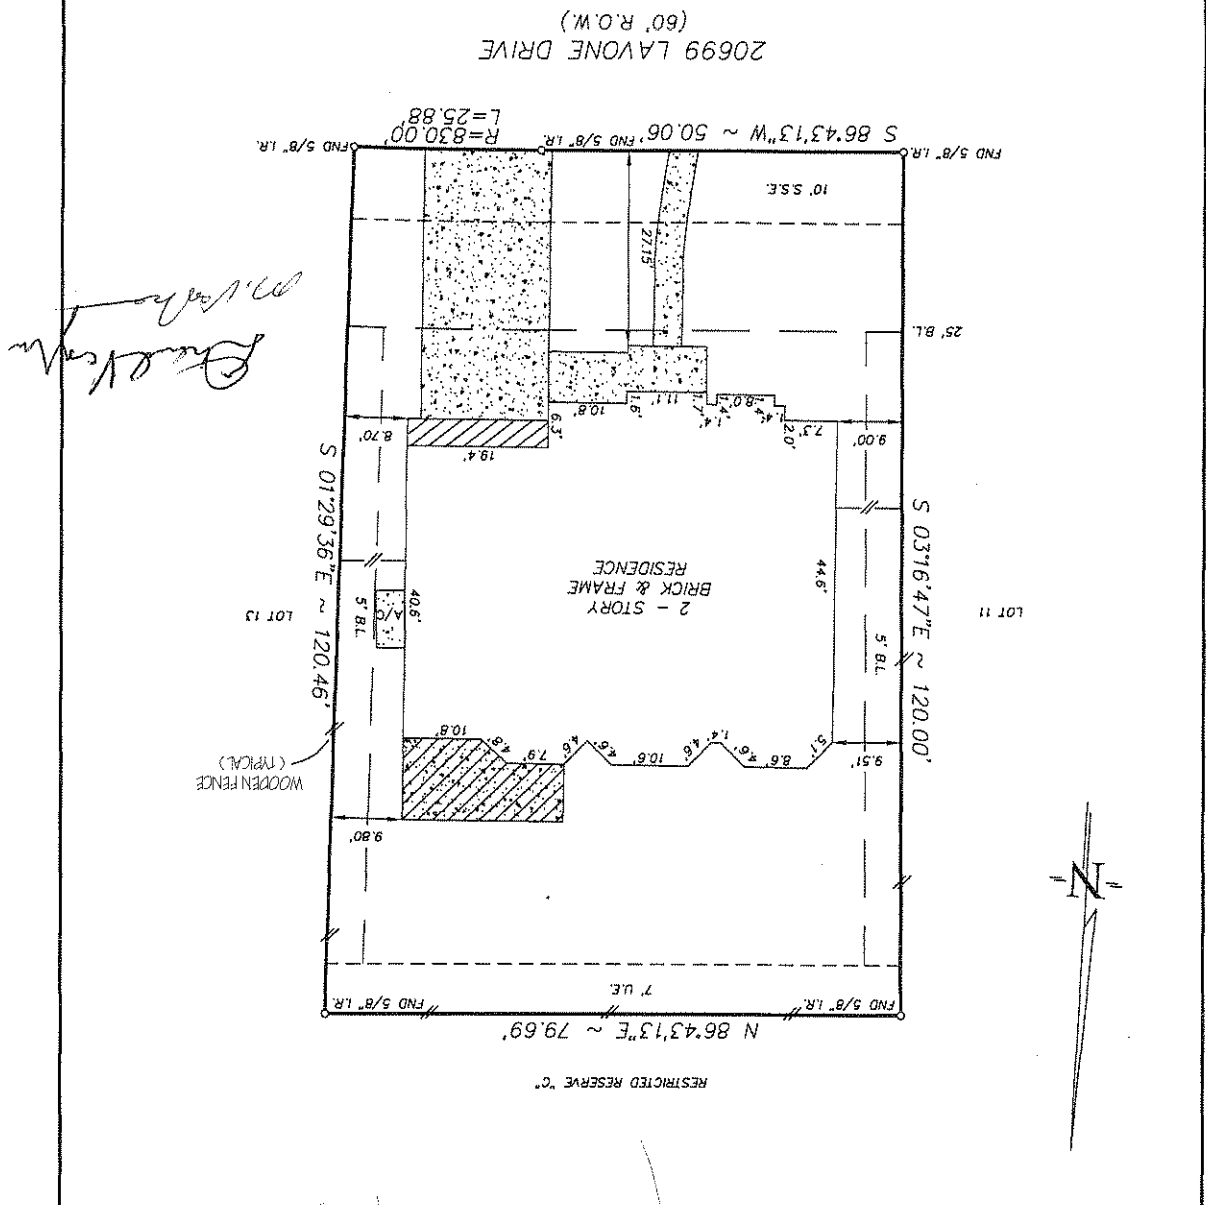 RESTRICTED RESERVE "C"
N 86°43'13"E ~ 79.69'
FND 5/8" I.R.
FND 5/8" I.R.
7' U.E.
N
9.80'
WOODEN FENCE
(TYPICAL)
9.51'
5.1'
8.6'
4.6'
1.4'
4.6'
10.6'
4.6'
4.6'
7.9'
4.8'
10.8'
LOT 11
S 03°16'47"E ~ 120.00'
5' B.L.
44.6'
2 - STORY
BRICK & FRAME
RESIDENCE
40.6'
A/C
5' B.L.
S 01°29'36"E ~ 120.46'
LOT 13
9.00'
7.3'
2.0'
1.4'
1.4'
8.0'
1.4'
1.4'
1.7'
11.1'
1.6'
10.8'
6.3'
19.4'
8.70'
25' B.L.
27.15'
10' S.S.E.
FND 5/8" I.R.
S 86°43'13"W ~ 50.06'
FND 5/8" I.R.
R=830.00'
L=25.88'
FND 5/8" I.R.
20699 LAVONE DRIVE
(60' R.O.W.)